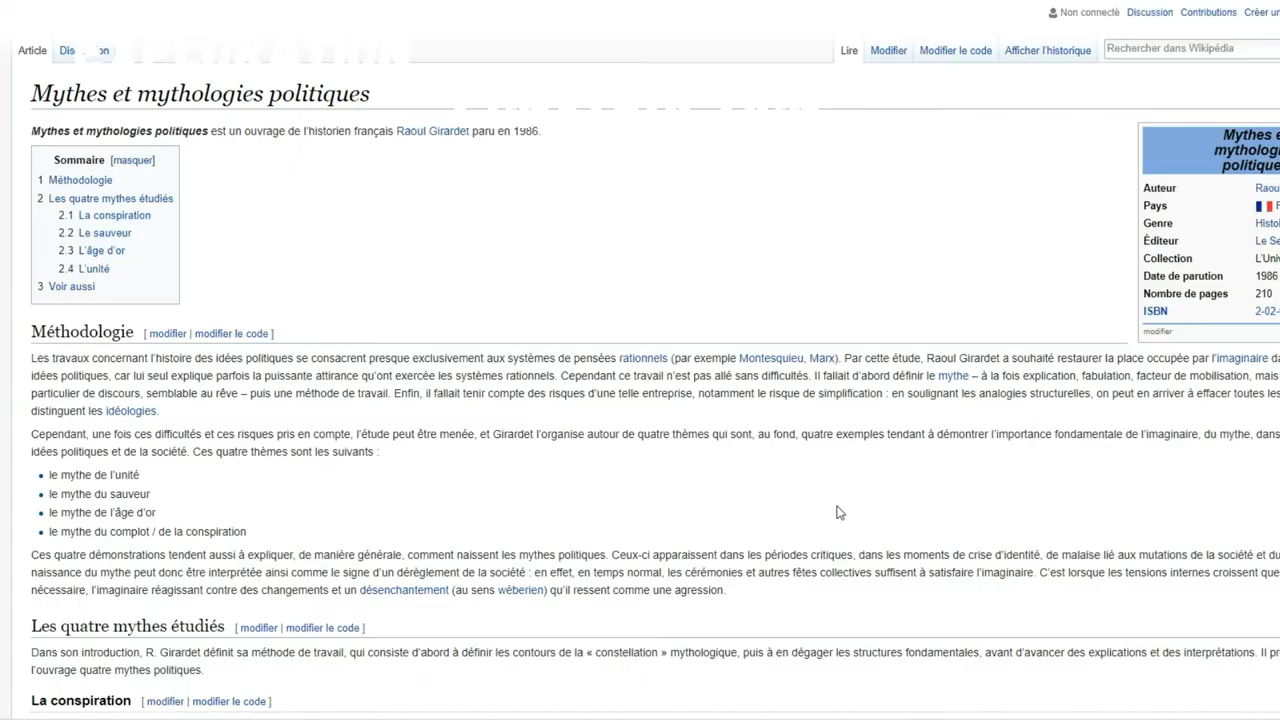 Non connecté Discussion Contributions Créer un
Article
Lire Modifier Modifier le code Afficher l'historique Rechercher dans Wikipédia
Mythes et mythologies politiques
Mythes et mythologies politiques est un ouvrage de l'historien français Raoul Girardet paru en 1986.
Sommaire [masquer]
1 Méthodologie
2 Les quatre mythes étudiés
2.1 La conspiration
2.2 Le sauveur
2.3 L'âge d'or
2.4 L'unité
3 Voir aussi
Mythes
mytholog
politique
Auteur Raou
Pays
Genre Histoi
Éditeur Le Se
Collection L'Univ
Date de parution 1986
Nombre de pages 210
ISBN 2-02-
modifier
Méthodologie [ modifier | modifier le code ]
Les travaux concernant l'histoire des idées politiques se consacrent presque exclusivement aux systèmes de pensées rationnels (par exemple Montesquieu, Marx). Par cette étude, Raoul Girardet a souhaité restaurer la place occupée par l'imaginaire
idées politiques, car lui seul explique parfois la puissante attirance qu'ont exercée les systèmes rationnels. Cependant ce travail n'est pas allé sans difficultés. Il fallait d'abord définir le mythe – à la fois explication, fabulation, facteur de mobilisation, mais
particulier de discours, semblable au rêve – puis une méthode de travail. Enfin, il fallait tenir compte des risques d'une telle entreprise, notamment le risque de simplification : en soulignant les analogies structurelles, on peut en arriver à effacer toutes les
distinguent les idéologies.
Cependant, une fois ces difficultés et ces risques pris en compte, l'étude peut être menée, et Girardet l'organise autour de quatre thèmes qui sont, au fond, quatre exemples tendant à démontrer l'importance fondamentale de l'imaginaire, du mythe, dans
idées politiques et de la société. Ces quatre thèmes sont les suivants :
• le mythe de l'unité
• le mythe du sauveur
• le mythe de l'âge d'or
• le mythe du complot / de la conspiration
Ces quatre démonstrations tendent aussi à expliquer, de manière générale, comment naissent les mythes politiques. Ceux-ci apparaissent dans les périodes critiques, dans les moments de crise d'identité, de malaise lié aux mutations de la société et du
naissance du mythe peut donc être interprétée ainsi comme le signe d'un dérèglement de la société : en effet, en temps normal, les cérémonies et autres fêtes collectives suffisent à satisfaire l'imaginaire. C'est lorsque les tensions internes croissent que
nécessaire, l'imaginaire réagissant contre des changements et un désenchantement (au sens wéberien) qu'il ressent comme une agression.
Les quatre mythes étudiés [ modifier | modifier le code ]
Dans son introduction, R. Girardet définit sa méthode de travail, qui consiste d'abord à définir les contours de la « constellation » mythologique, puis à en dégager les structures fondamentales, avant d'avancer des explications et des interprétations. Il pr
l'ouvrage quatre mythes politiques.
La conspiration [ modifier | modifier le code ]